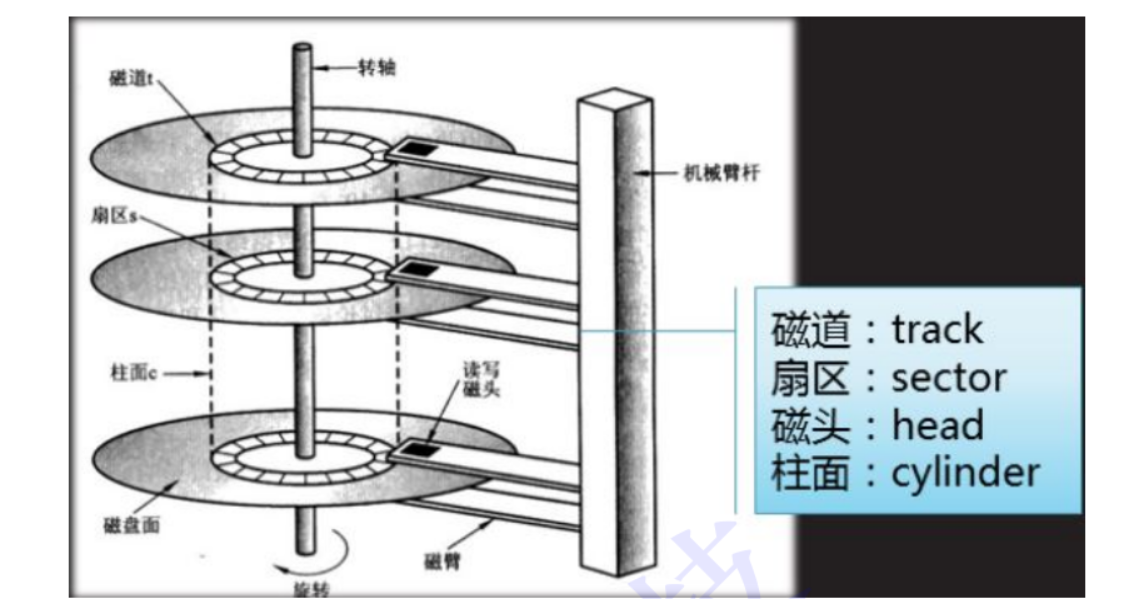 磁道t
转轴
机械臂杆
扇区s
柱面c
读写
磁头
磁盘面
磁臂
旋转
磁道：track
扇区：sector
磁头：head
柱面：cylinder